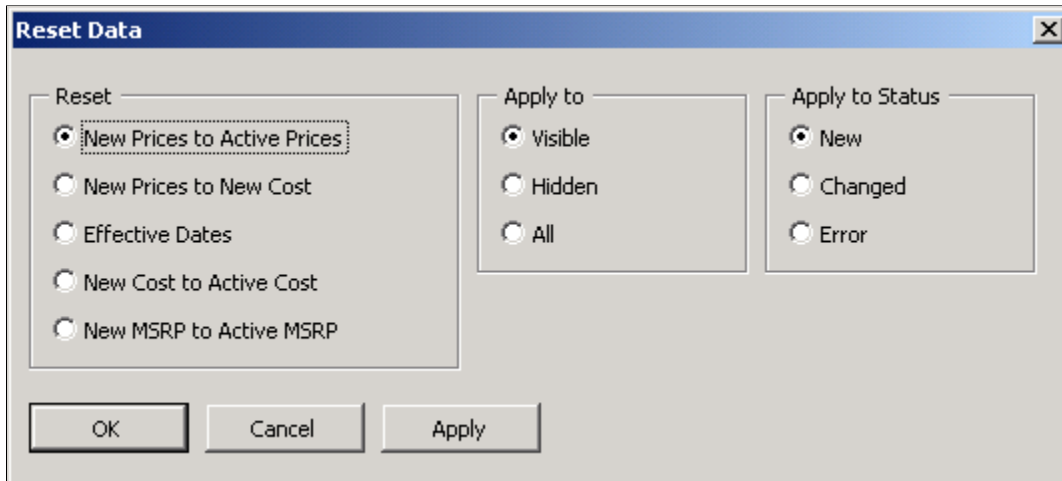 Reset Data
Reset
New Prices to Active Prices
New Prices to New Cost
Effective Dates
New Cost to Active Cost
New MSRP to Active MSRP
Apply to
Visible
Hidden
All
Apply to Status
New
Changed
Error
OK
Cancel
Apply